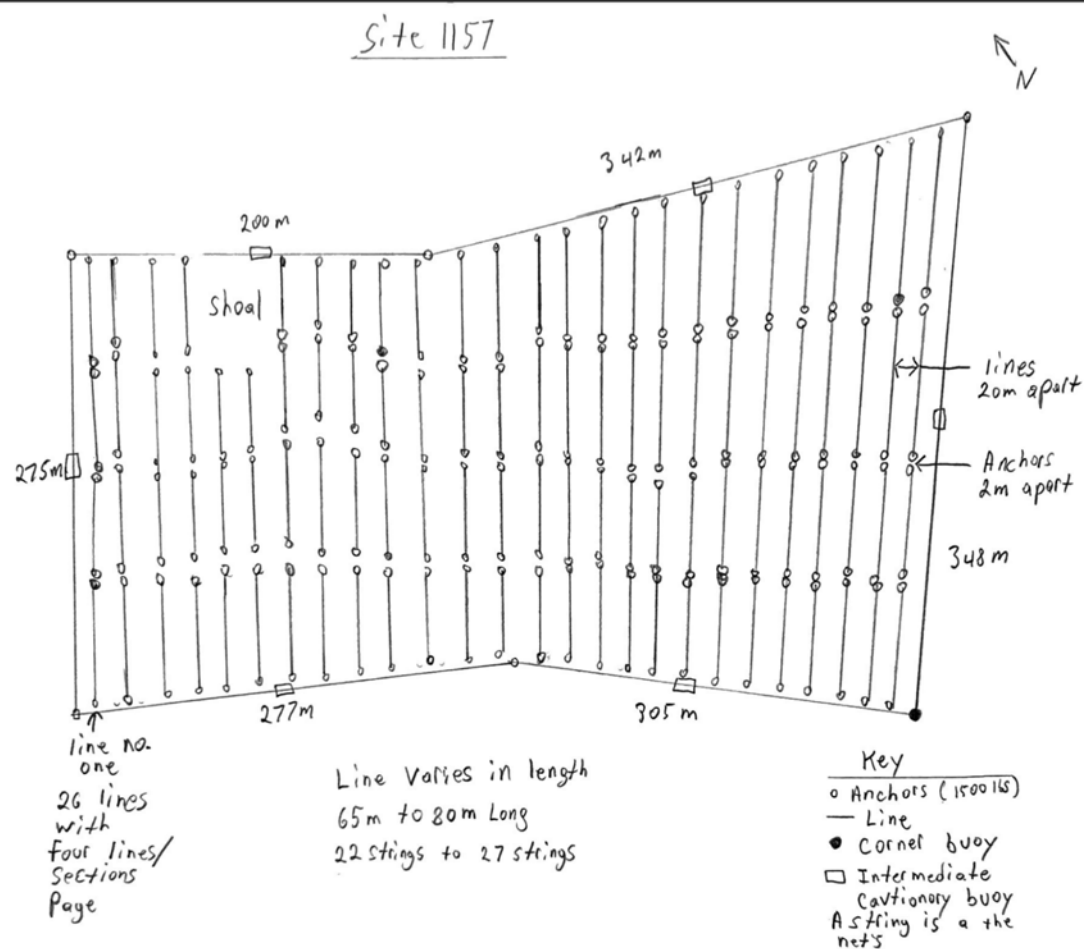 Site 1157
N
342m
200m
Shoal
275m
lines
20m apart
Anchors
2m apart
348m
277m
305m
line no.
one
26 lines
with
four lines/
Sections
Page
Line Varies in length
65m to 80m Long
22 strings to 27 strings
Key
Anchors (1500 lbs)
Line
Corner buoy
Intermediate
Cavtionory buoy
A string is a the
net's